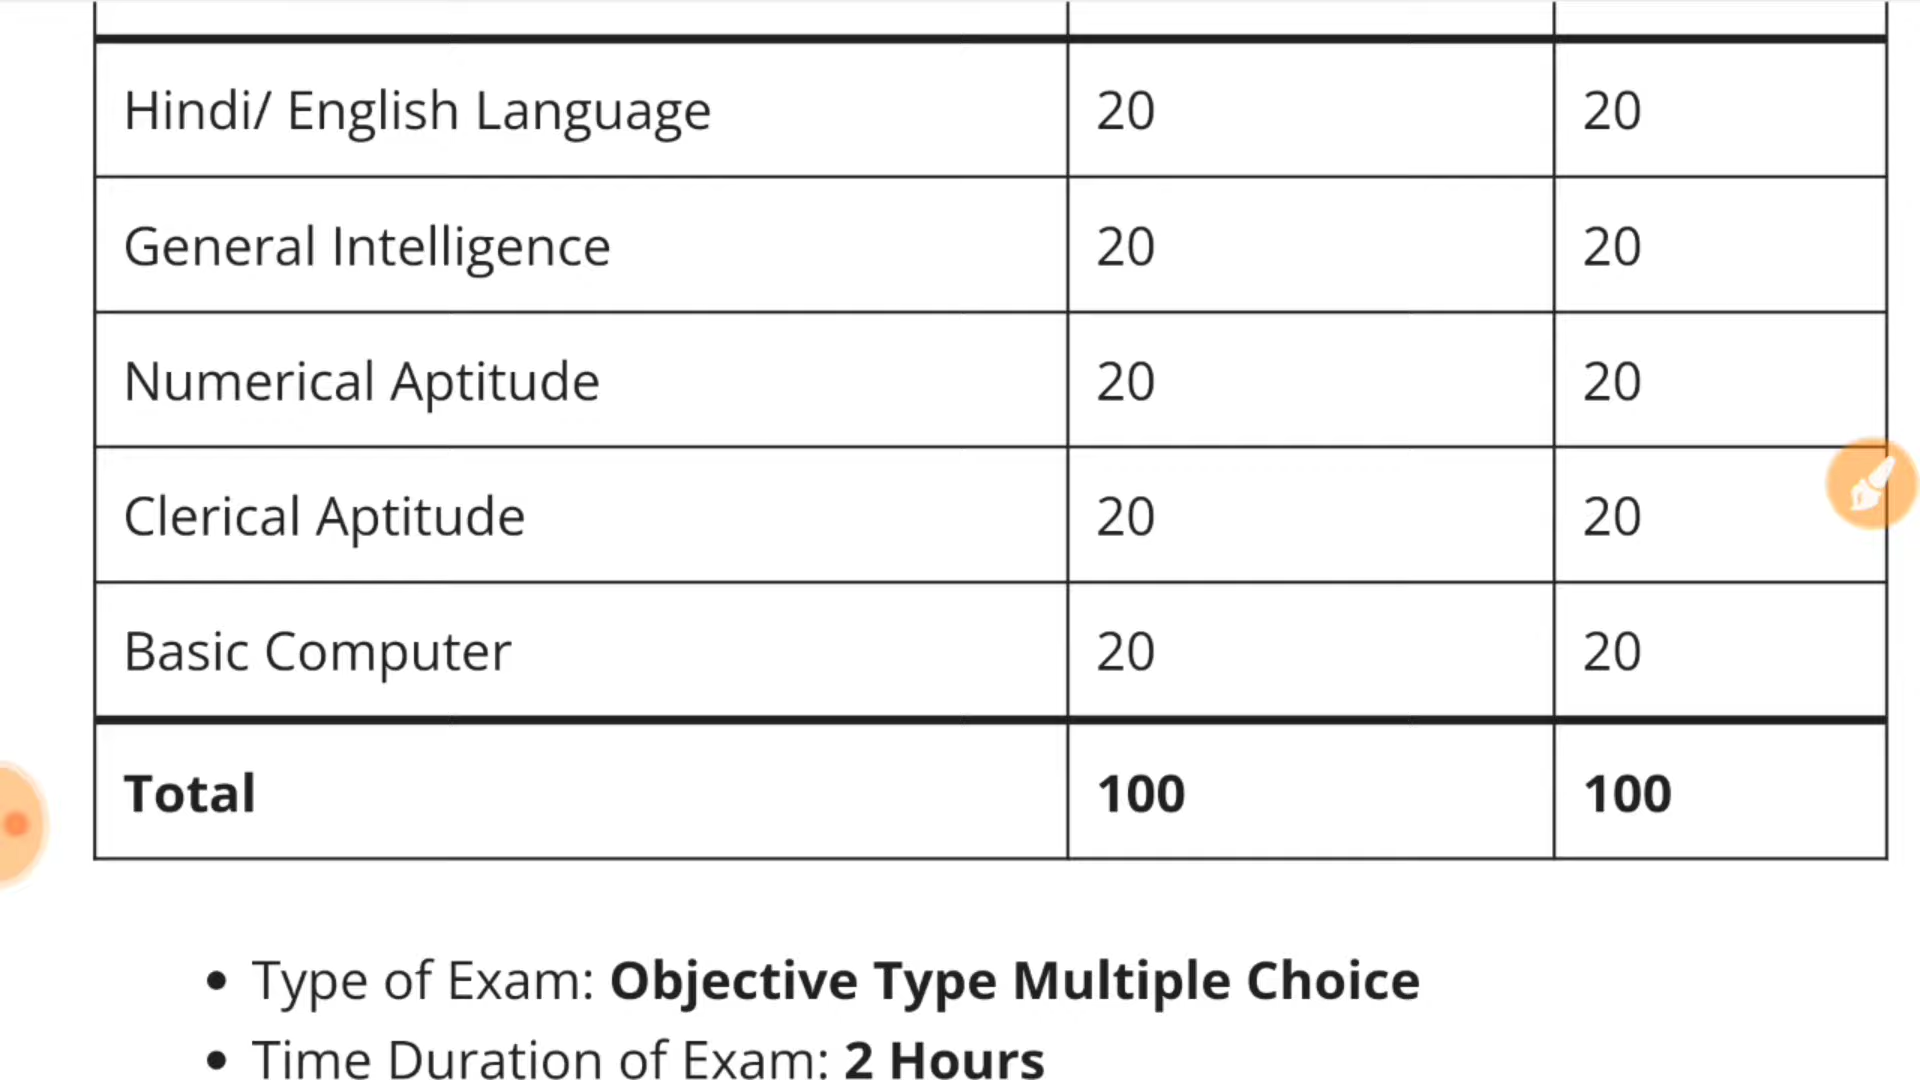 Hindi/ English Language 20 20
General Intelligence 20 20
Numerical Aptitude 20 20
Clerical Aptitude 20 20
Basic Computer 20 20
Total 100 100
• Type of Exam: Objective Type Multiple Choice
• Time Duration of Exam: 2 Hours